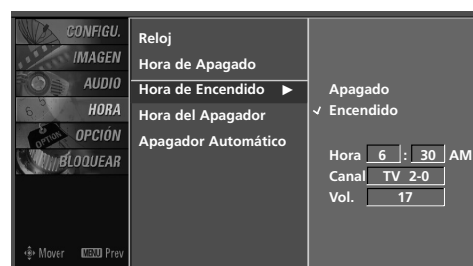 CONFIGU.
IMAGEN
AUDIO
HORA
OPCIÓN
BLOQUEAR
Mover MENU Prev
Reloj
Hora de Apagado
Hora de Encendido ►
Hora del Apagador
Apagador Automático
Apagado
✓ Encendido
Hora 6 : 30 AM
Canal TV 2-0
Vol. 17